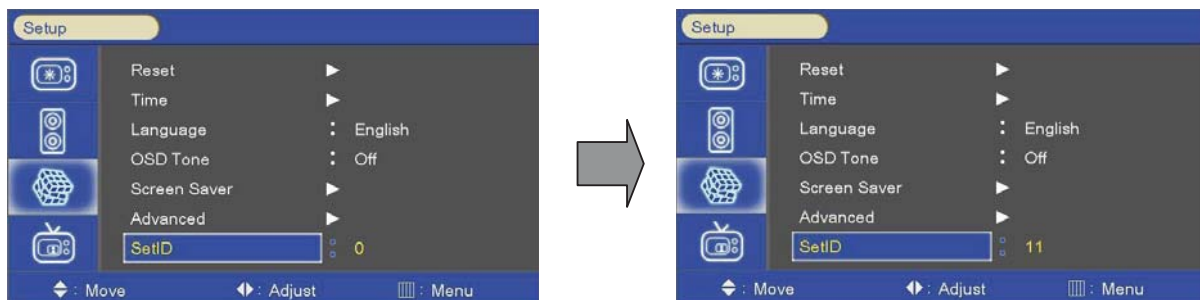 Setup
Reset
Time
Language : English
OSD Tone : Off
Screen Saver
Advanced
SetID : 0
: Move : Adjust : Menu
Setup
Reset
Time
Language : English
OSD Tone : Off
Screen Saver
Advanced
SetID : 11
: Move : Adjust : Menu